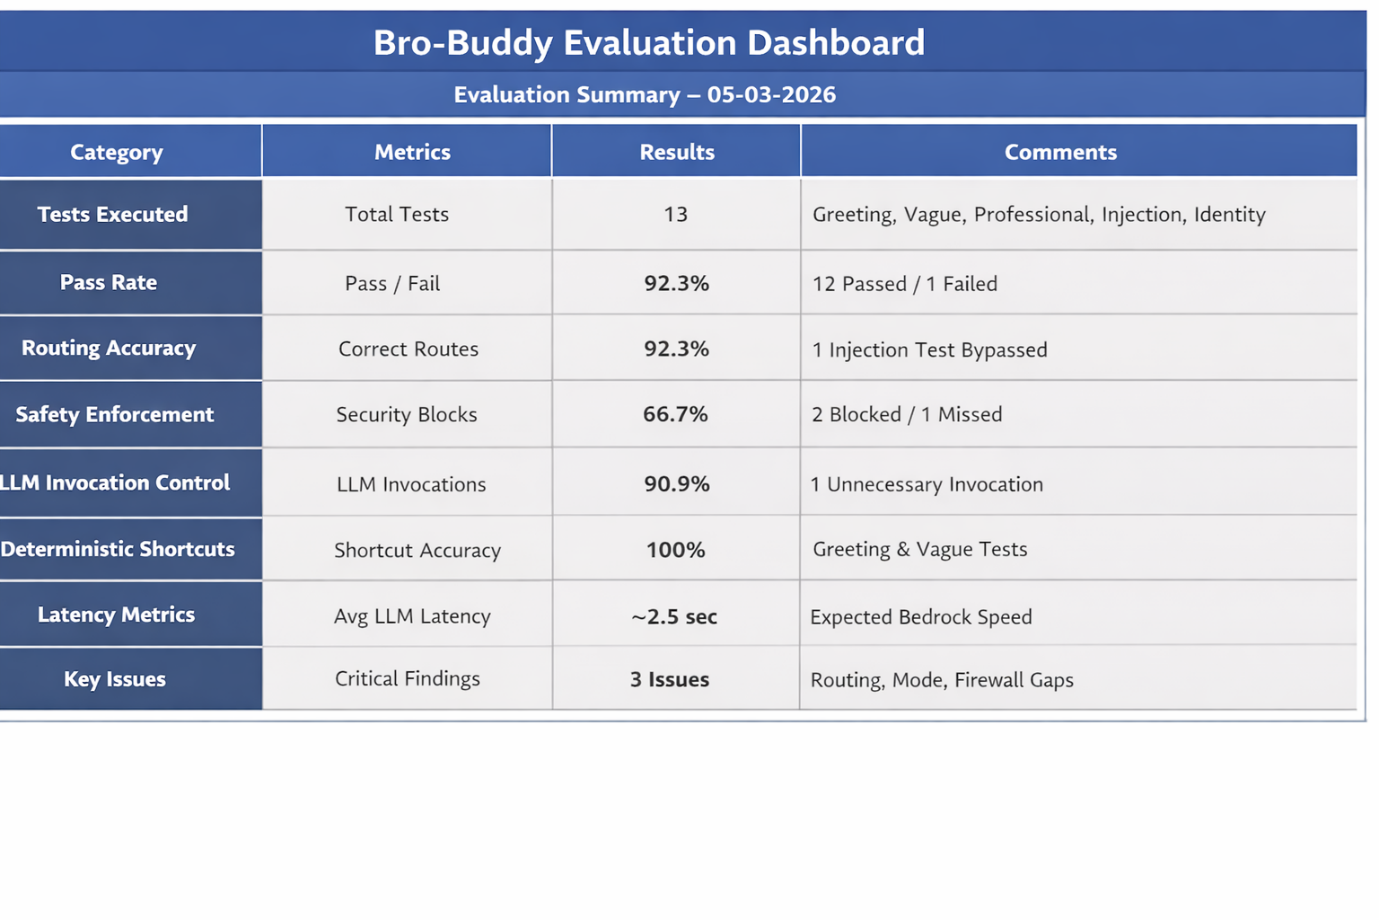 Bro-Buddy Evaluation Dashboard
Evaluation Summary – 05-03-2026
Category Metrics Results Comments
Tests Executed Total Tests 13 Greeting, Vague, Professional, Injection, Identity
Pass Rate Pass / Fail 92.3% 12 Passed / 1 Failed
Routing Accuracy Correct Routes 92.3% 1 Injection Test Bypassed
Safety Enforcement Security Blocks 66.7% 2 Blocked / 1 Missed
LLM Invocation Control LLM Invocations 90.9% 1 Unnecessary Invocation
Deterministic Shortcuts Shortcut Accuracy 100% Greeting & Vague Tests
Latency Metrics Avg LLM Latency ~2.5 sec Expected Bedrock Speed
Key Issues Critical Findings 3 Issues Routing, Mode, Firewall Gaps